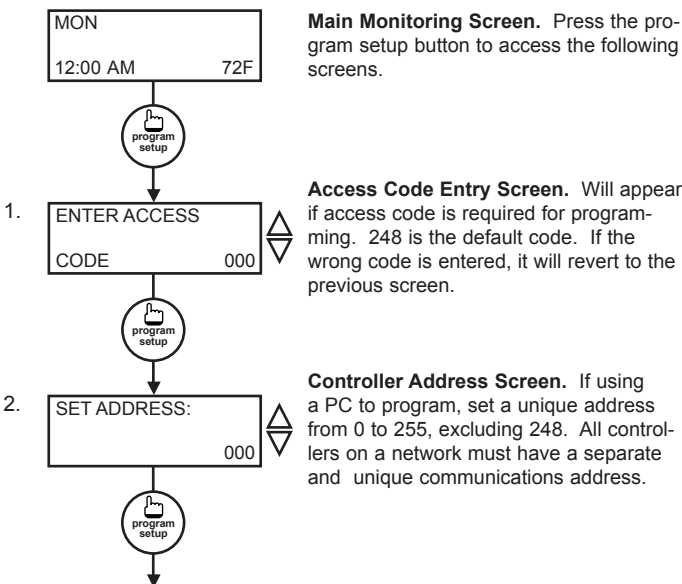 MON
12:00 AM 72F
Main Monitoring Screen. Press the pro-
gram setup button to access the following
screens.
program
setup
1.
ENTER ACCESS
CODE 000
Access Code Entry Screen. Will appear
if access code is required for program-
ming. 248 is the default code. If the
wrong code is entered, it will revert to the
previous screen.
program
setup
2.
SET ADDRESS:
000
Controller Address Screen. If using
a PC to program, set a unique address
from 0 to 255, excluding 248. All control-
lers on a network must have a separate
and unique communications address.
program
setup